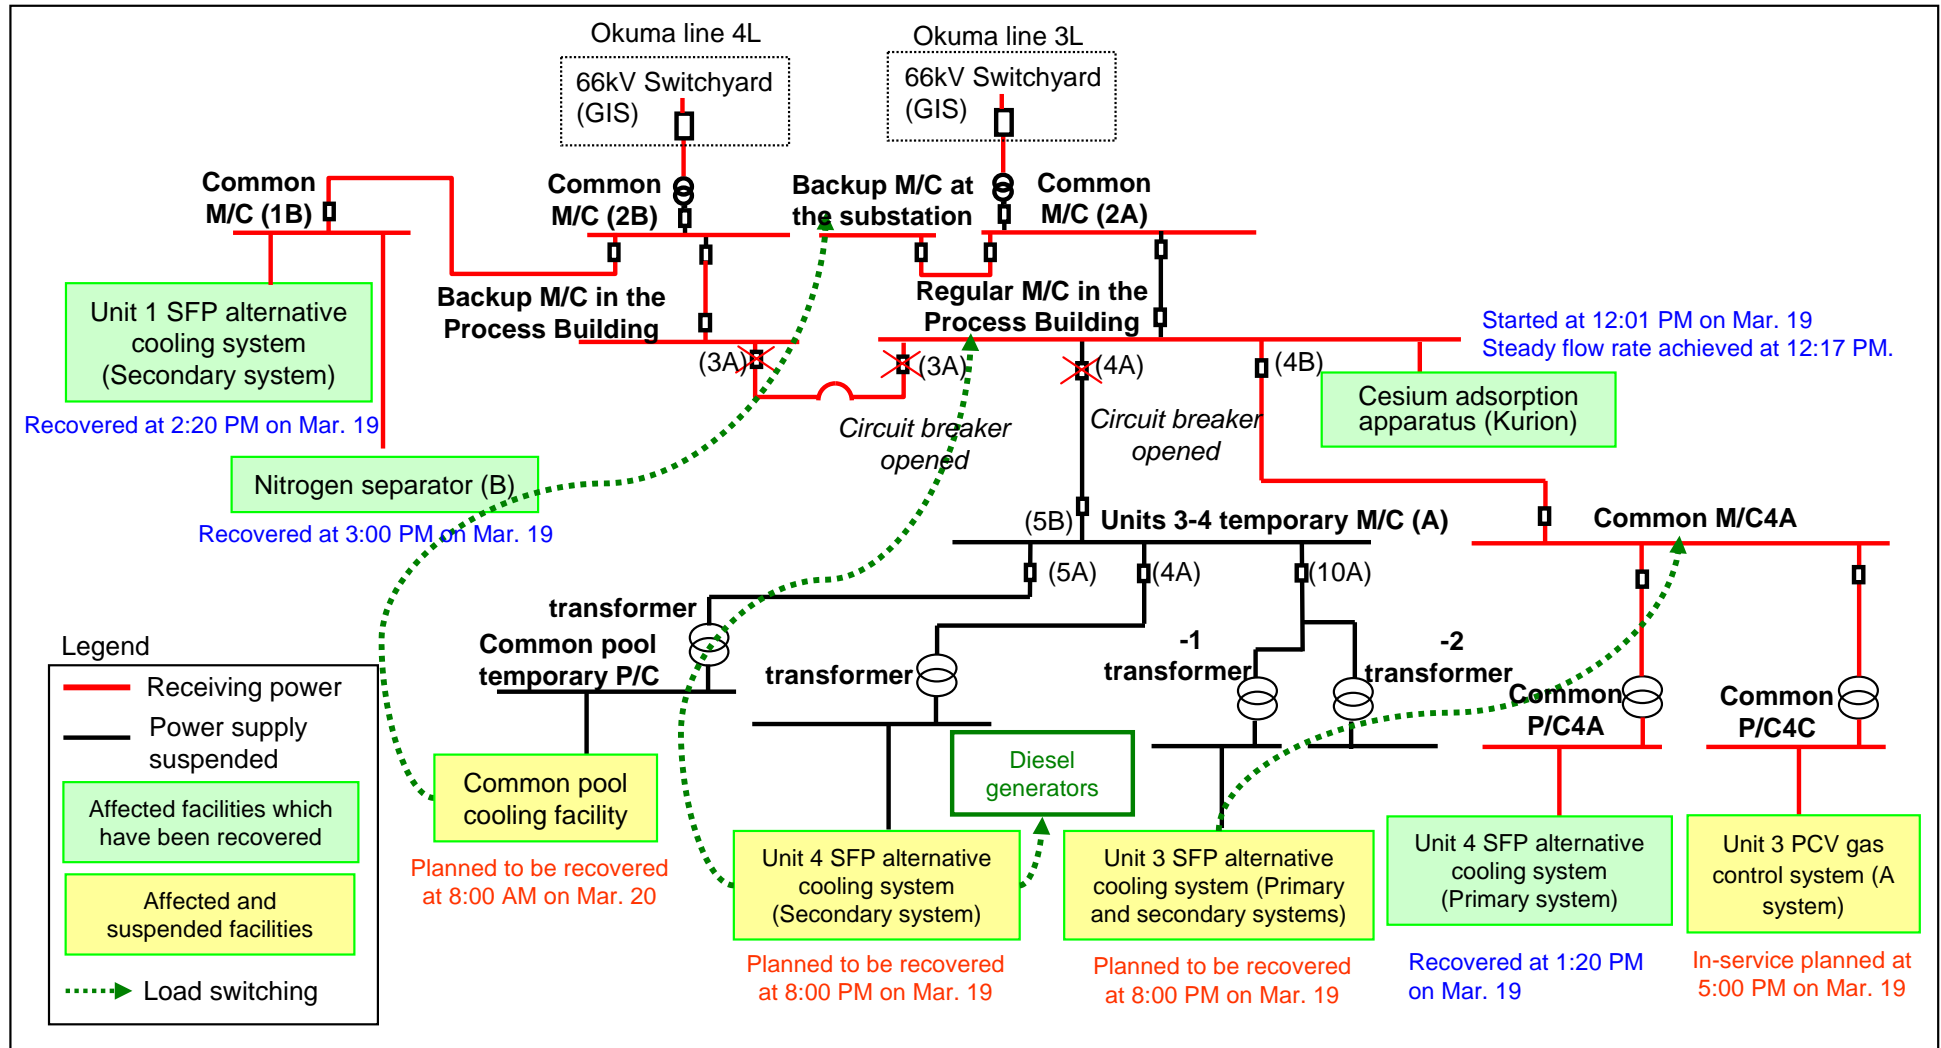 Okuma line 4L
Okuma line 3L
66kV Switchyard
(GIS)
66kV Switchyard
(GIS)
Common
M/C (1B)
Common
M/C (2B)
Backup M/C at
the substation
Common
M/C (2A)
Unit 1 SFP alternative
cooling system
(Secondary system)
Recovered at 2:20 PM on Mar. 19
Backup M/C in the
Process Building
Regular M/C in the
Process Building
Started at 12:01 PM on Mar. 19
Steady flow rate achieved at 12:17 PM.
(3A)
(3A)
(4A)
(4B)
Circuit breaker
opened
Circuit breaker
opened
Cesium adsorption
apparatus (Kurion)
Nitrogen separator (B)
Recovered at 3:00 PM on Mar. 19
(5B)
Units 3-4 temporary M/C (A)
Common M/C4A
(5A)
(4A)
(10A)
transformer
Common pool
temporary P/C
transformer
-1
transformer
-2
transformer
Common
P/C4A
Common
P/C4C
Legend
Receiving power
Power supply
suspended
Affected facilities which
have been recovered
Affected and
suspended facilities
Load switching
Common pool
cooling facility
Planned to be recovered
at 8:00 AM on Mar. 20
Diesel
generators
Unit 4 SFP alternative
cooling system
(Secondary system)
Planned to be recovered
at 8:00 PM on Mar. 19
Unit 3 SFP alternative
cooling system (Primary
and secondary systems)
Planned to be recovered
at 8:00 PM on Mar. 19
Unit 4 SFP alternative
cooling system
(Primary system)
Recovered at 1:20 PM
on Mar. 19
Unit 3 PCV gas
control system (A
system)
In-service planned at
5:00 PM on Mar. 19